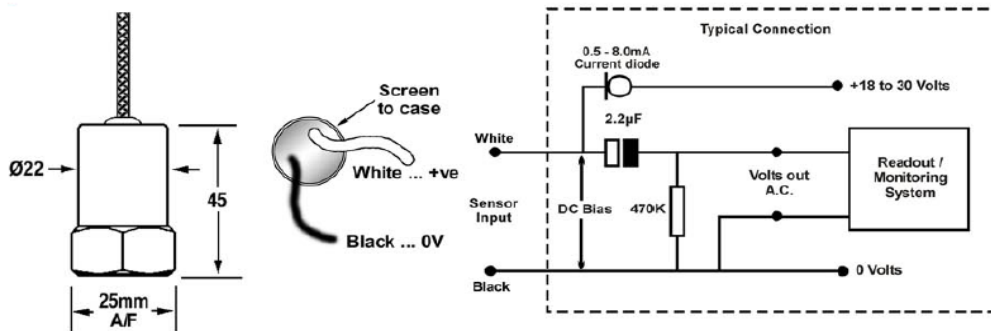 Ø22
45
25mm
A/F
Screen
to case
White ... +ve
Black ... 0V
Typical Connection
0.5 - 8.0mA
Current diode
+18 to 30 Volts
2.2µF
White
Sensor
Input
DC Bias
470K
Volts out
A.C.
Readout /
Monitoring
System
Black
0 Volts